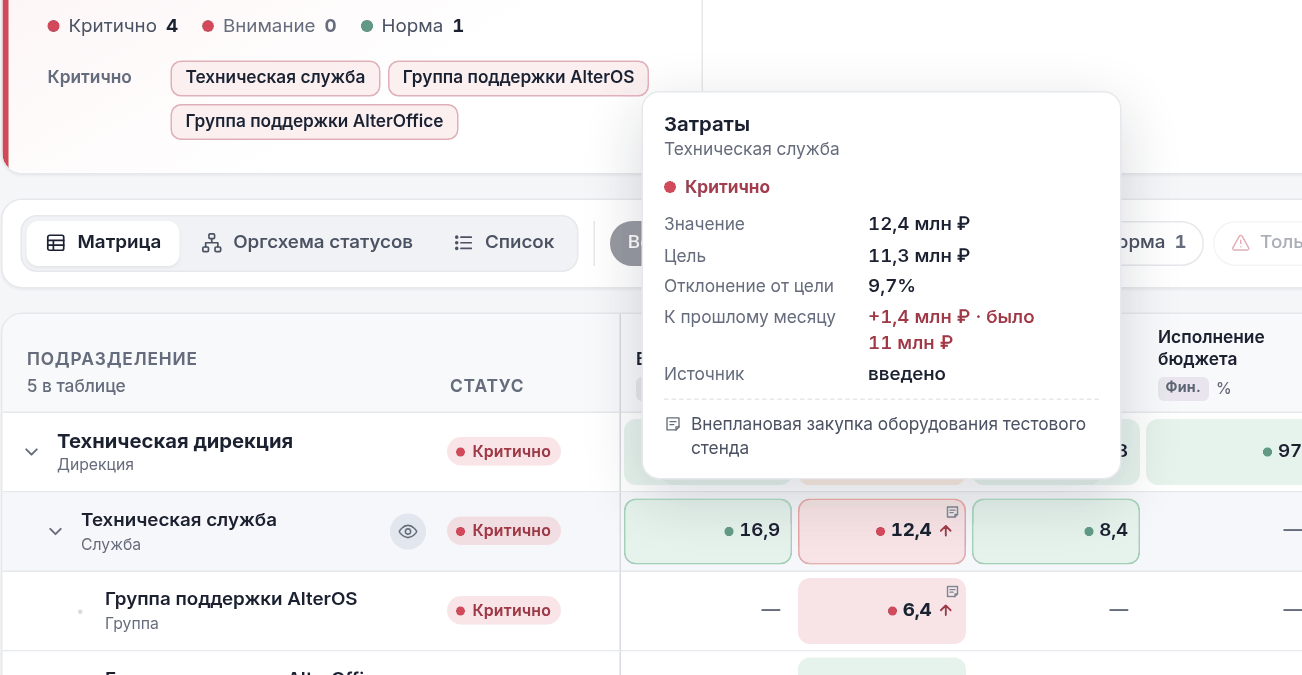 Критично 4 Внимание 0 Норма 1
Критично Техническая служба Группа поддержки AlterOS
Группа поддержки AlterOffice
Затраты
Техническая служба
Критично
Значение 12,4 млн ₽
Цель 11,3 млн ₽
Отклонение от цели 9,7%
К прошлому месяцу +1,4 млн ₽ · было
11 млн ₽
Источник введено
Внеплановая закупка оборудования тестового
стенда
Матрица Оргсхема статусов Список 1
ПОДРАЗДЕЛЕНИЕ
5 в таблице
СТАТУС
Исполнение
бюджета
Фин. %
Техническая дирекция
Дирекция
Критично 97
Техническая служба
Служба
Критично 16,9 12,4 8,4 —
Группа поддержки AlterOS
Группа
Критично — 6,4 — —